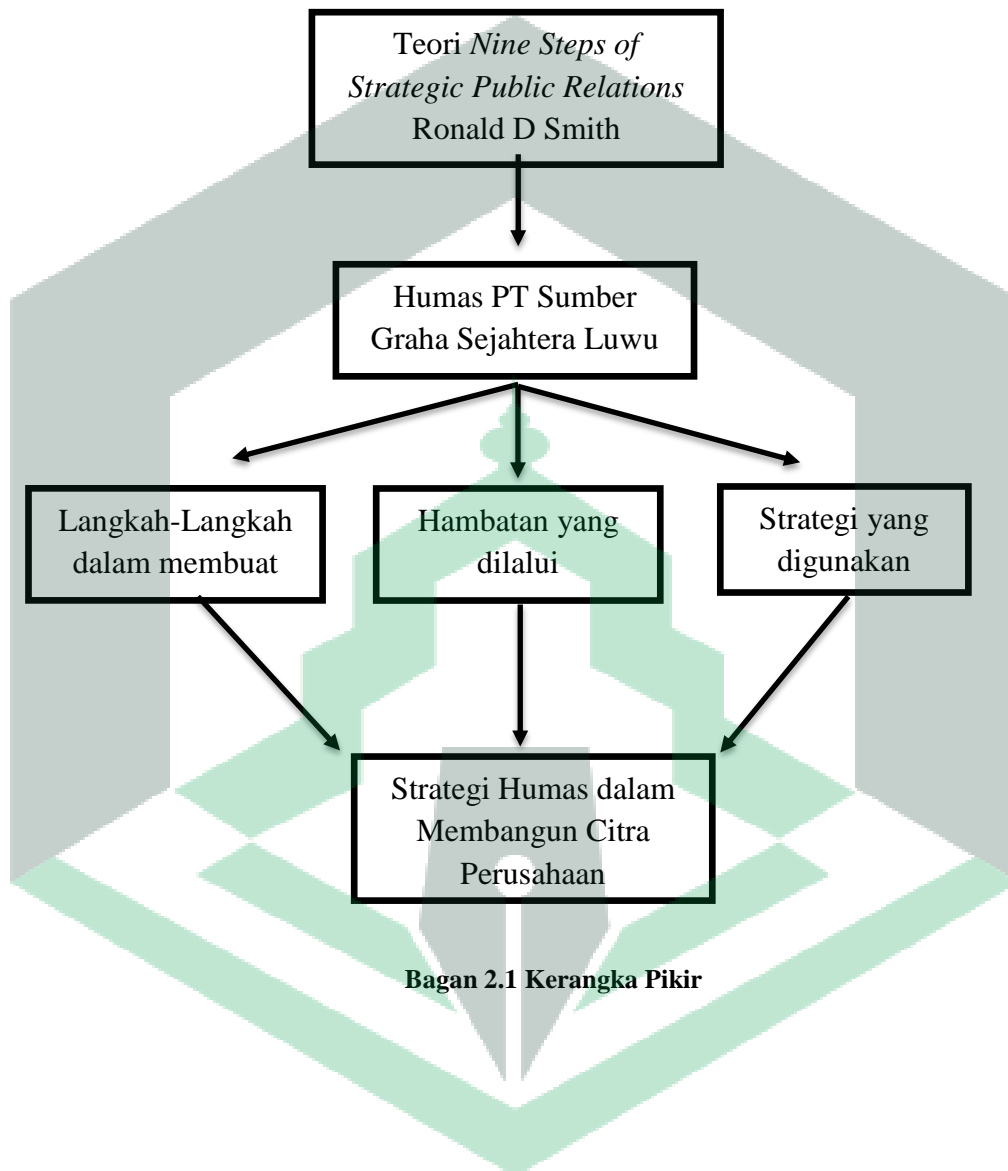 Teori Nine Steps of
Strategic Public Relations
Ronald D Smith
Humas PT Sumber
Graha Sejahtera Luwu
Langkah-Langkah
dalam membuat
Hambatan yang
dilalui
Strategi yang
digunakan
Strategi Humas dalam
Membangun Citra
Perusahaan
Bagan 2.1 Kerangka Pikir